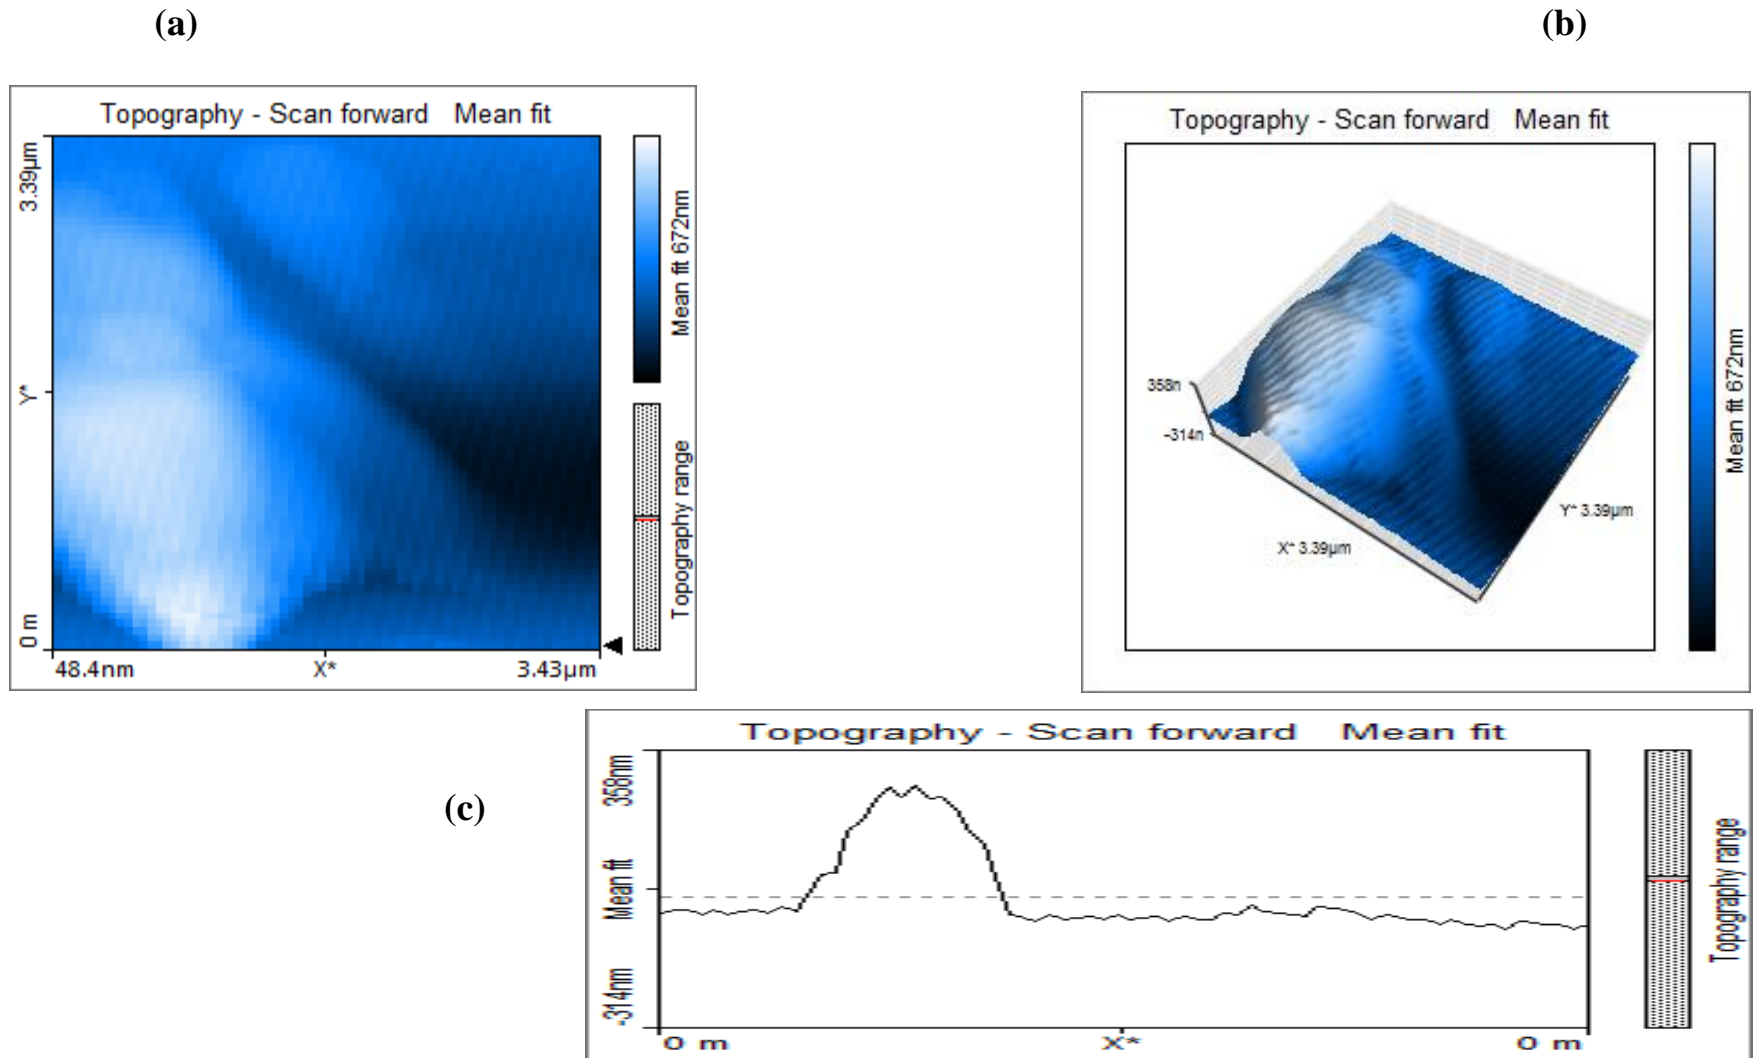 (a)
(b)
Topography - Scan forward Mean fit
3.39µm
Y*
0 m
48.4nm
X*
3.43µm
Mean fit 672nm
Topography range
Topography - Scan forward Mean fit
358n
-314n
X* 3.39µm
Y* 3.39µm
Mean fit 672nm
(c)
Topography - Scan forward Mean fit
358nm
Mean fit
-314nm
0 m
X*
0 m
Topography range